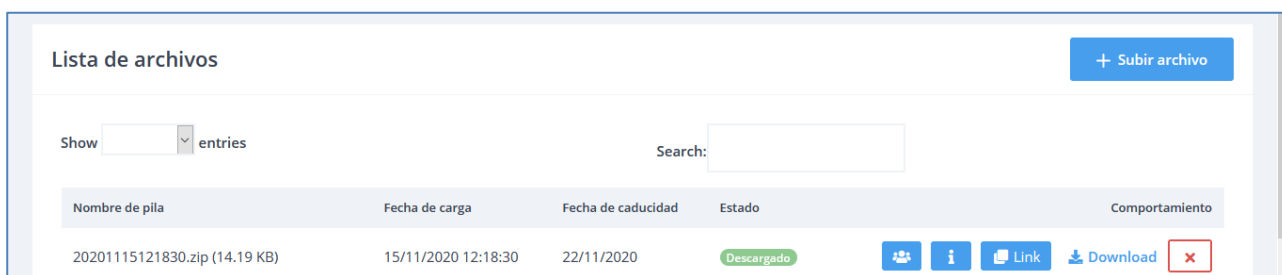 Lista de archivos
+ Subir archivo
Show entries
Search:
Nombre de pila Fecha de carga Fecha de caducidad Estado Comportamiento
20201115121830.zip (14.19 KB) 15/11/2020 12:18:30 22/11/2020 Descargado Link Download